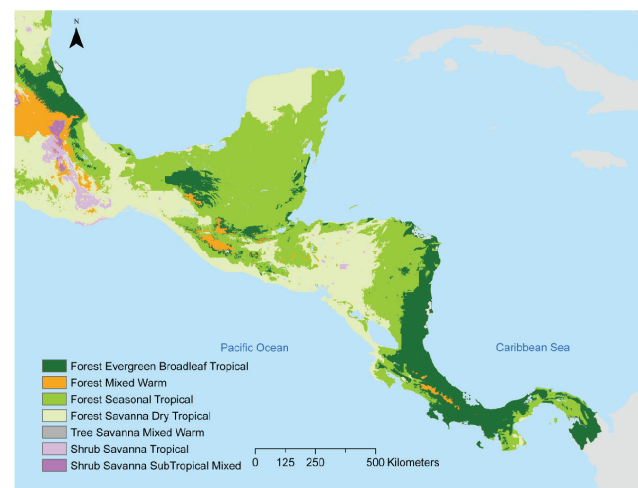 N
Pacific Ocean
Caribbean Sea
Forest Evergreen Broadleaf Tropical
Forest Mixed Warm
Forest Seasonal Tropical
Forest Savanna Dry Tropical
Tree Savanna Mixed Warm
Shrub Savanna Tropical
Shrub Savanna SubTropical Mixed
0 125 250 500 Kilometers